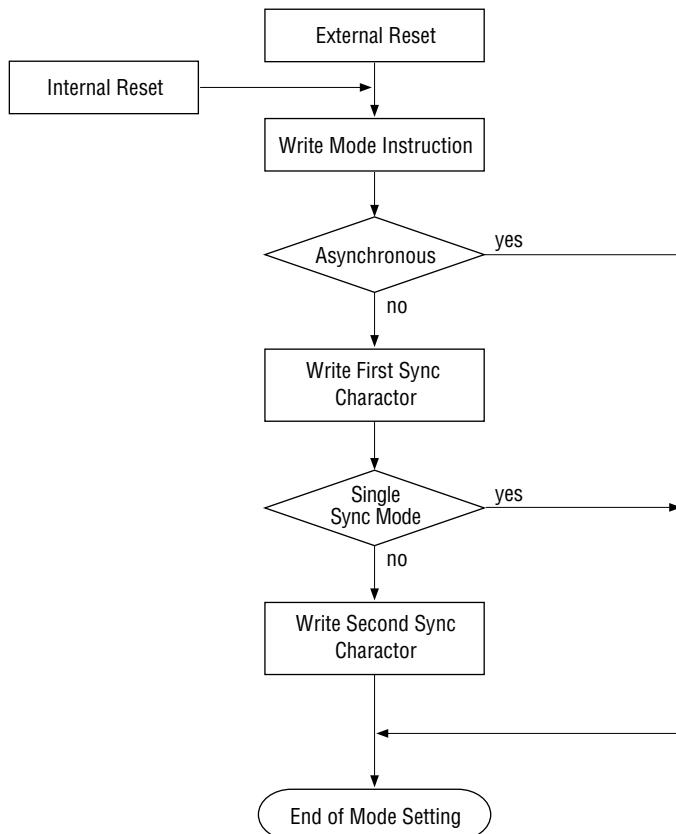 External Reset
Internal Reset
Write Mode Instruction
Asynchronous
yes
no
Write First Sync
Charactor
Single
Sync Mode
yes
no
Write Second Sync
Charactor
End of Mode Setting